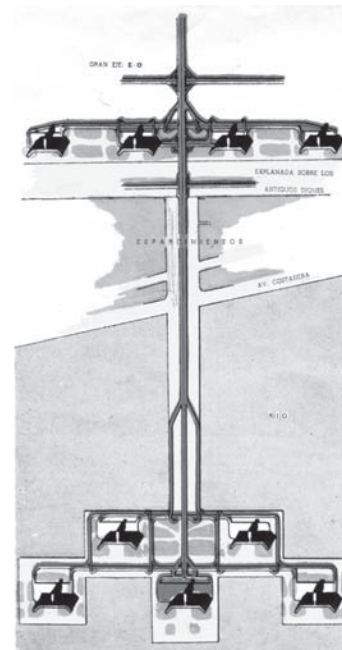 GRAN EJE: E-O
EXPLANADA SOBRE LOS
ANTIGUOS DIQUES
ESPARCIMIENTOS
AV. COSTANERA
RIO